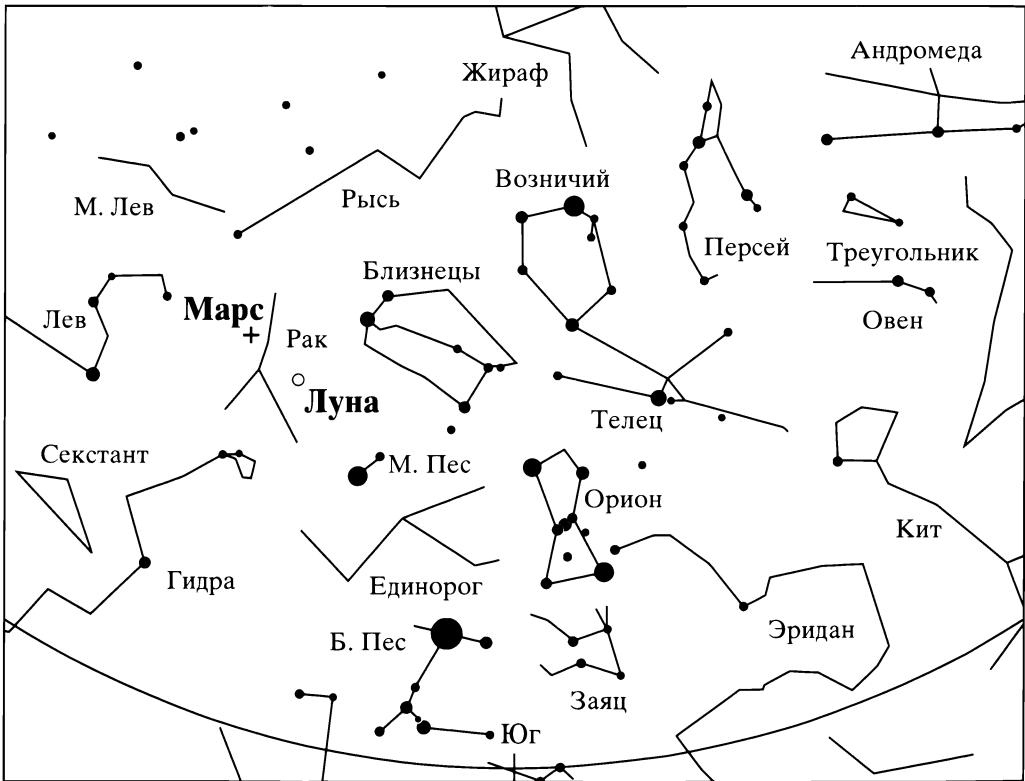 Андромеда
Жираф
Возничий
Рысь
М. Лев
Персей
Треугольник
Близнецы
Марс
Лев
Рак
Овен
Луна
Телец
Секстант
М. Пес
Орион
Кит
Гидра
Единорог
Эридан
Б. Пес
Заяц
Юг